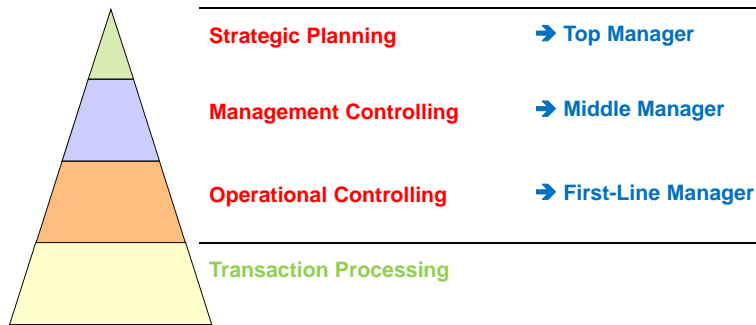 Strategic Planning ➔ Top Manager
Management Controlling ➔ Middle Manager
Operational Controlling ➔ First-Line Manager
Transaction Processing